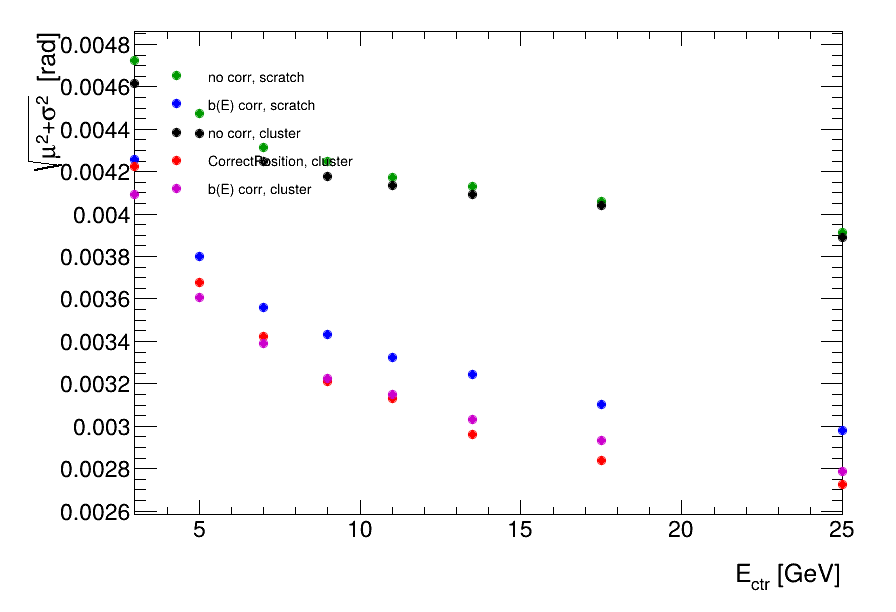 √μ²+σ² [rad]
0.0048
0.0046
0.0044
0.0042
0.004
0.0038
0.0036
0.0034
0.0032
0.003
0.0028
0.0026
no corr, scratch
b(E) corr, scratch
no corr, cluster
CorrectPosition, cluster
b(E) corr, cluster
5 10 15 20 25
E_ctr [GeV]